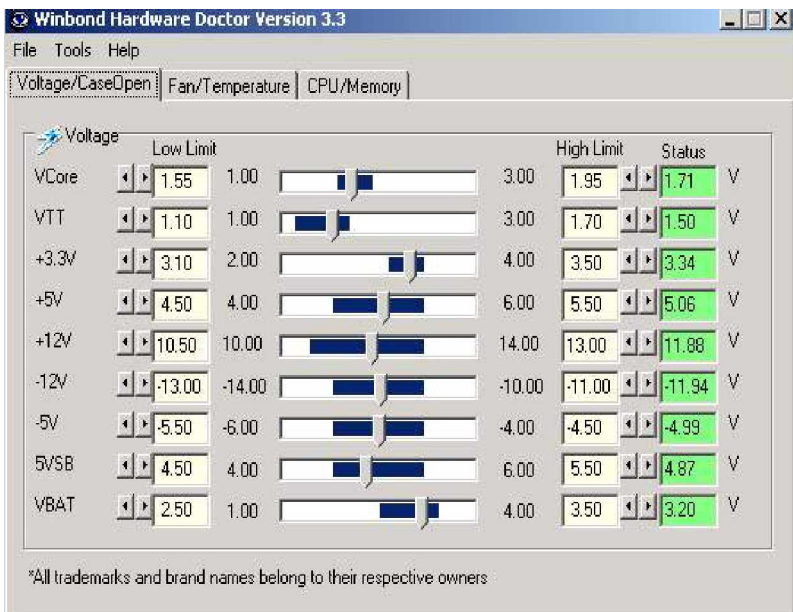 Winbond Hardware Doctor Version 3.3
File Tools Help
Voltage/CaseOpen Fan/Temperature CPU/Memory
Voltage
Low Limit High Limit Status
VCore 1.55 1.00 3.00 1.95 1.71 V
VTT 1.10 1.00 3.00 1.70 1.50 V
+3.3V 3.10 2.00 4.00 3.50 3.34 V
+5V 4.50 4.00 6.00 5.50 5.06 V
+12V 10.50 10.00 14.00 13.00 11.88 V
-12V -13.00 -14.00 -10.00 -11.00 -11.94 V
-5V -5.50 -6.00 -4.00 -4.50 -4.99 V
5VSB 4.50 4.00 6.00 5.50 4.87 V
VBAT 2.50 1.00 4.00 3.50 3.20 V
*All trademarks and brand names belong to their respective owners